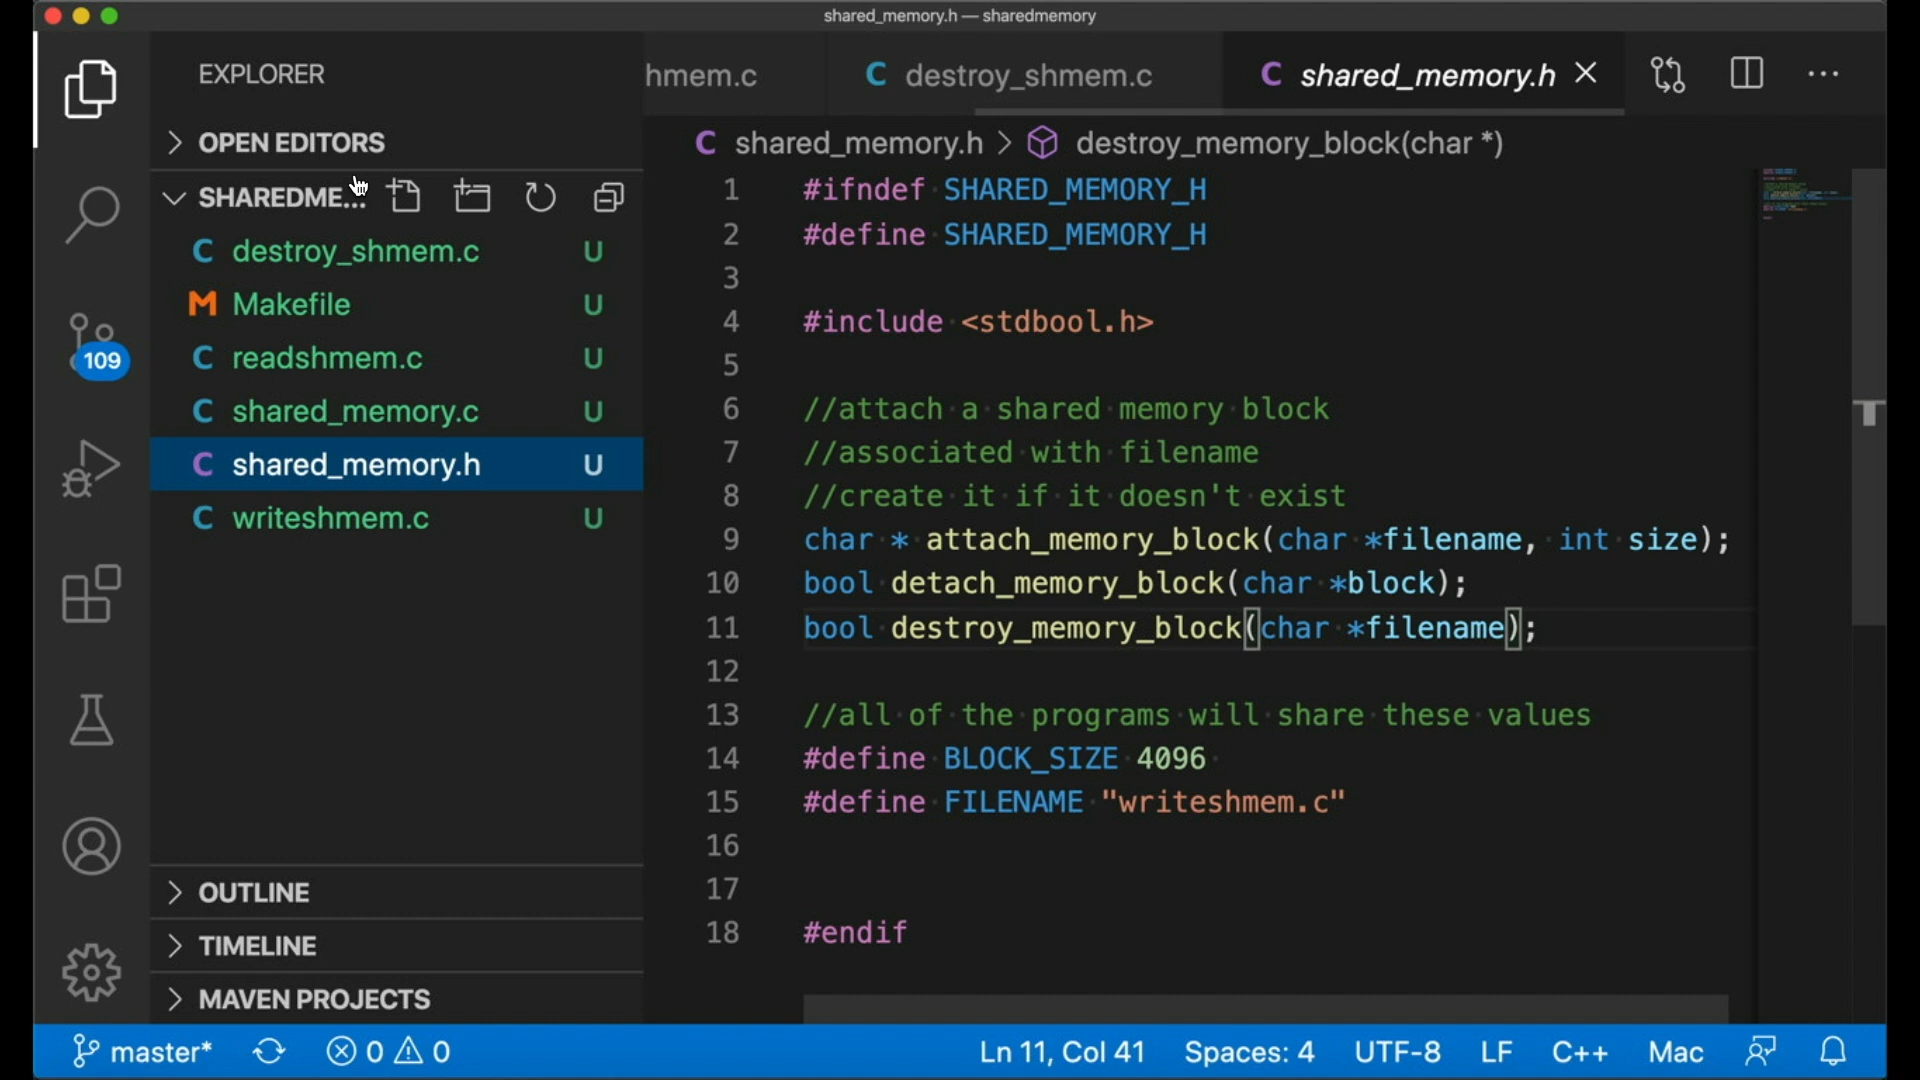 shared_memory.h — sharedmemory
EXPLORER
OPEN EDITORS
SHAREDME...
C destroy_shmem.c U
M Makefile U
C readshmem.c U
C shared_memory.c U
C shared_memory.h U
C writeshmem.c U
OUTLINE
TIMELINE
MAVEN PROJECTS
109
hmem.c
C destroy_shmem.c
C shared_memory.h
C shared_memory.h > destroy_memory_block(char *)
1 #ifndef SHARED_MEMORY_H
2 #define SHARED_MEMORY_H
3
4 #include <stdbool.h>
5
6 //attach a shared memory block
7 //associated with filename
8 //create it if it doesn't exist
9 char * attach_memory_block(char *filename, int size);
10 bool detach_memory_block(char *block);
11 bool destroy_memory_block(char *filename);
12
13 //all of the programs will share these values
14 #define BLOCK_SIZE 4096
15 #define FILENAME "writeshmem.c"
16
17
18 #endif
master* 0 0 Ln 11, Col 41 Spaces: 4 UTF-8 LF C++ Mac